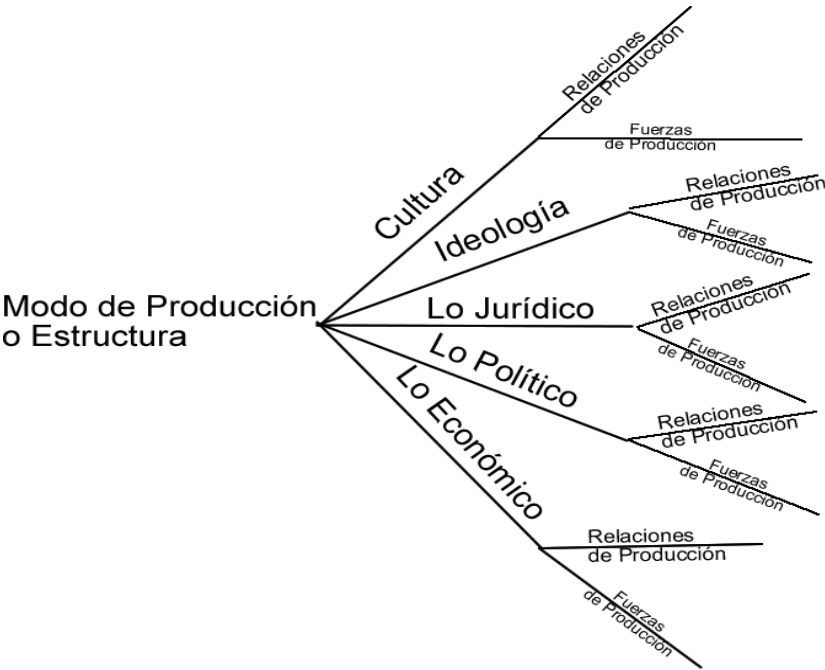 Modo de Producción
o Estructura
Cultura
Relaciones
de Producción
Fuerzas
de Producción
Ideología
Relaciones
de Producción
Fuerzas
de Producción
Lo Jurídico
Relaciones
de Producción
Fuerzas
de Producción
Lo Político
Relaciones
de Producción
Fuerzas
de Producción
Lo Económico
Relaciones
de Producción
Fuerzas
de Producción